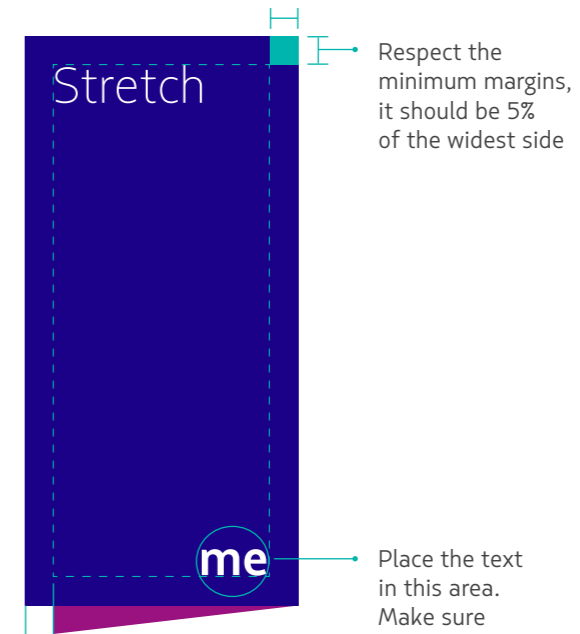 Stretch
Respect the
minimum margins,
it should be 5%
of the widest side
me
Place the text
in this area.
Make sure